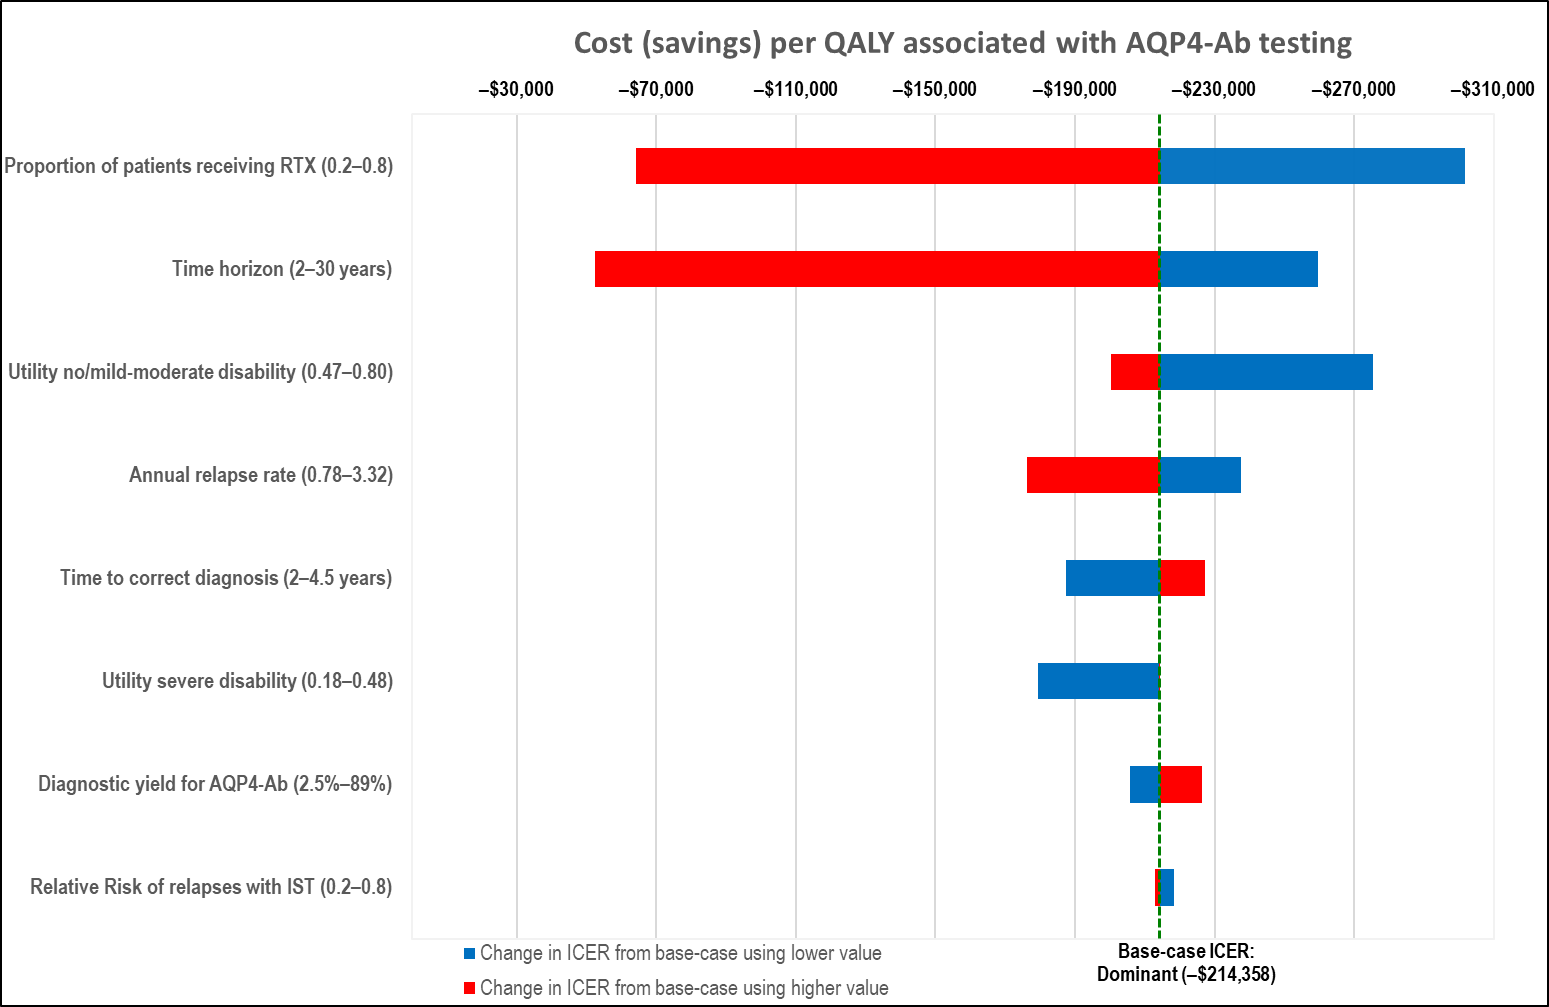 Cost (savings) per QALY associated with AQP4-Ab testing
–$30,000 –$70,000 –$110,000 –$150,000 –$190,000 –$230,000 –$270,000 –$310,000
Proportion of patients receiving RTX (0.2–0.8)
Time horizon (2–30 years)
Utility no/mild-moderate disability (0.47–0.80)
Annual relapse rate (0.78–3.32)
Time to correct diagnosis (2–4.5 years)
Utility severe disability (0.18–0.48)
Diagnostic yield for AQP4-Ab (2.5%–89%)
Relative Risk of relapses with IST (0.2–0.8)
Change in ICER from base-case using lower value
Change in ICER from base-case using higher value
Base-case ICER:
Dominant (–$214,358)